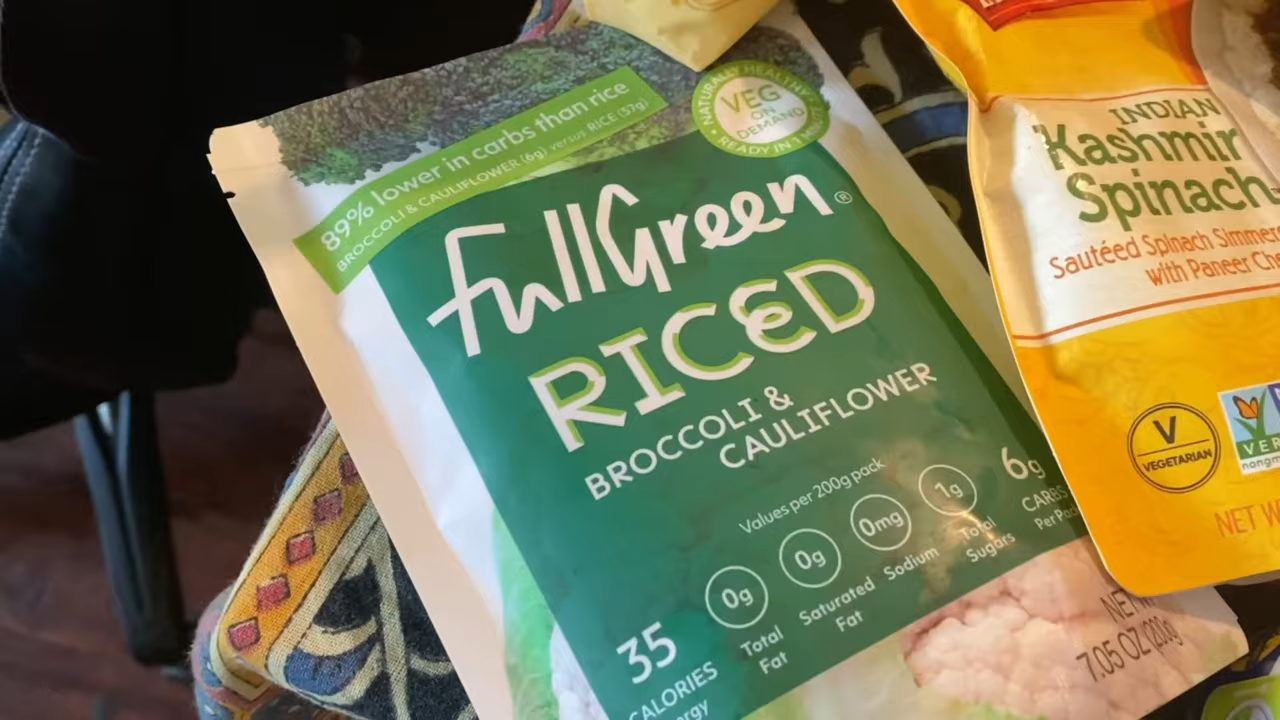 89% lower in carbs than rice
BROCCOLI & CAULIFLOWER (6g) versus RICE (57g)
NATURALLY HEALTHY
VEG
ON
DEMAND
READY IN 1 MINUTE
FullGreen®
RICED
BROCCOLI &
CAULIFLOWER
Values per 200g pack
35
CALORIES
0g
Total
Fat
0g
Saturated
Fat
0mg
Sodium
1g
Total
Sugars
6g
CARBS
Per
NET
7.05 OZ (200g)
INDIAN
Kashmir
Spinach
Sautéed Spinach
with Paneer
V
VEGETARIAN
NET